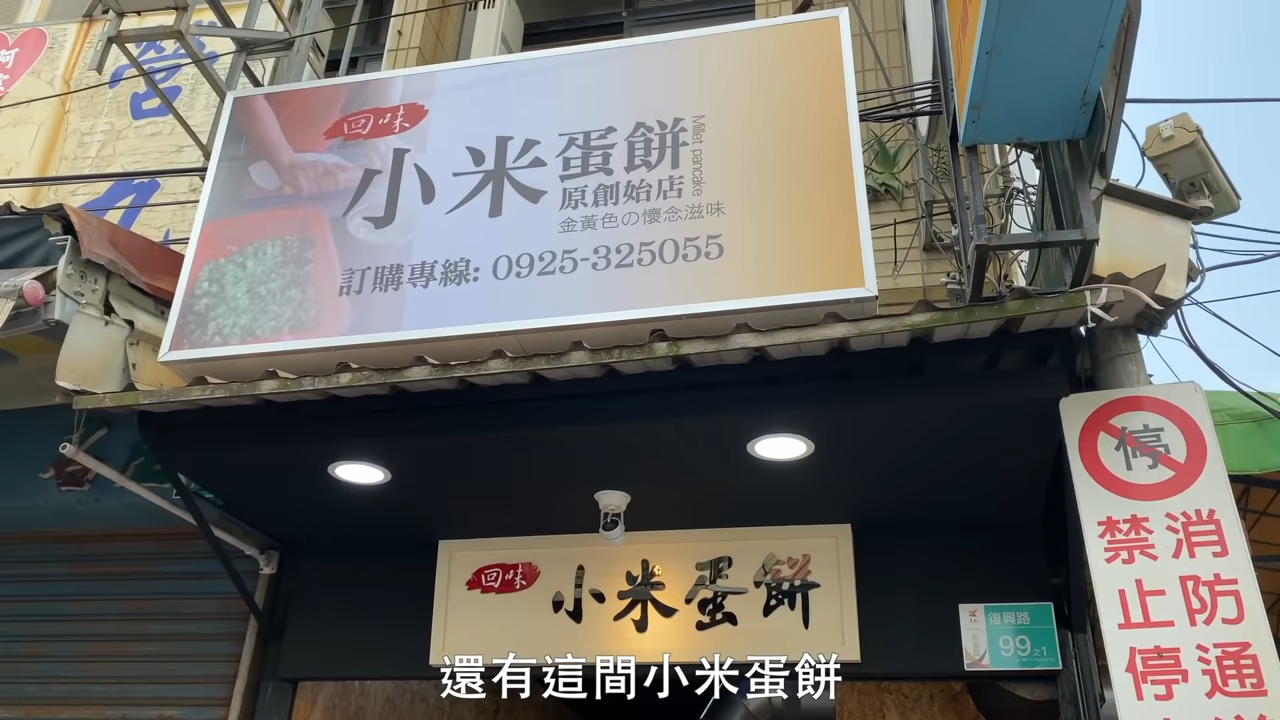 營
回味
小米蛋餅
Millet pancake
原創始店
金黃色の懷念滋味
訂購專線: 0925-325055
回味
小米蛋餅
復興路
99之1
停
消防通
禁止停
還有這間小米蛋餅